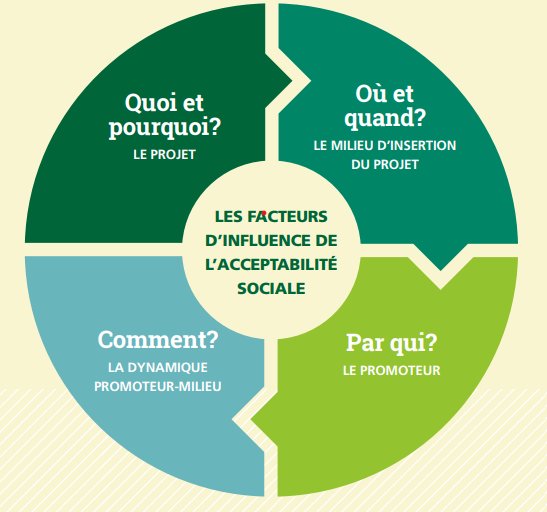 Quoi et
pourquoi?
LE PROJET
Où et
quand?
LE MILIEU D'INSERTION
DU PROJET
LES FACTEURS
D'INFLUENCE DE
L'ACCEPTABILITÉ
SOCIALE
Comment?
LA DYNAMIQUE
PROMOTEUR-MILIEU
Par qui?
LE PROMOTEUR